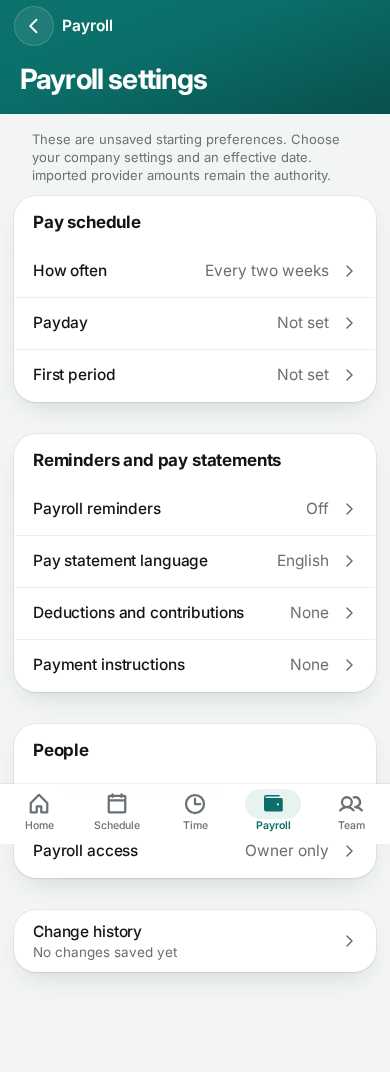 Payroll
Payroll settings
These are unsaved starting preferences. Choose
your company settings and an effective date.
imported provider amounts remain the authority.
Pay schedule
How often Every two weeks
Payday Not set
First period Not set
Reminders and pay statements
Payroll reminders Off
Pay statement language English
Deductions and contributions None
Payment instructions None
People
Home Schedule Time Payroll Team
Payroll access Owner only
Change history
No changes saved yet